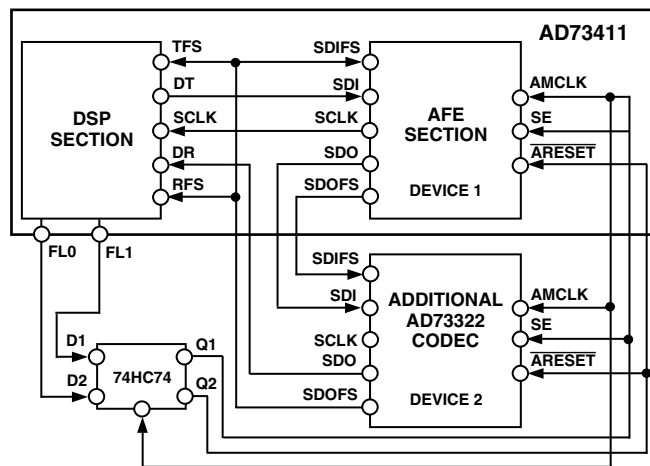 AD73411
TFS
SDIFS
DT
SDI
AMCLK
DSP
SECTION
SCLK
SCLK
AFE
SECTION
SE
DR
SDO
ARESET
RFS
SDOFS
DEVICE 1
FL0
FL1
SDIFS
SDI
ADDITIONAL
AD73322
CODEC
AMCLK
SCLK
SE
D1
Q1
SDO
ARESET
74HC74
D2
Q2
SDOFS
DEVICE 2